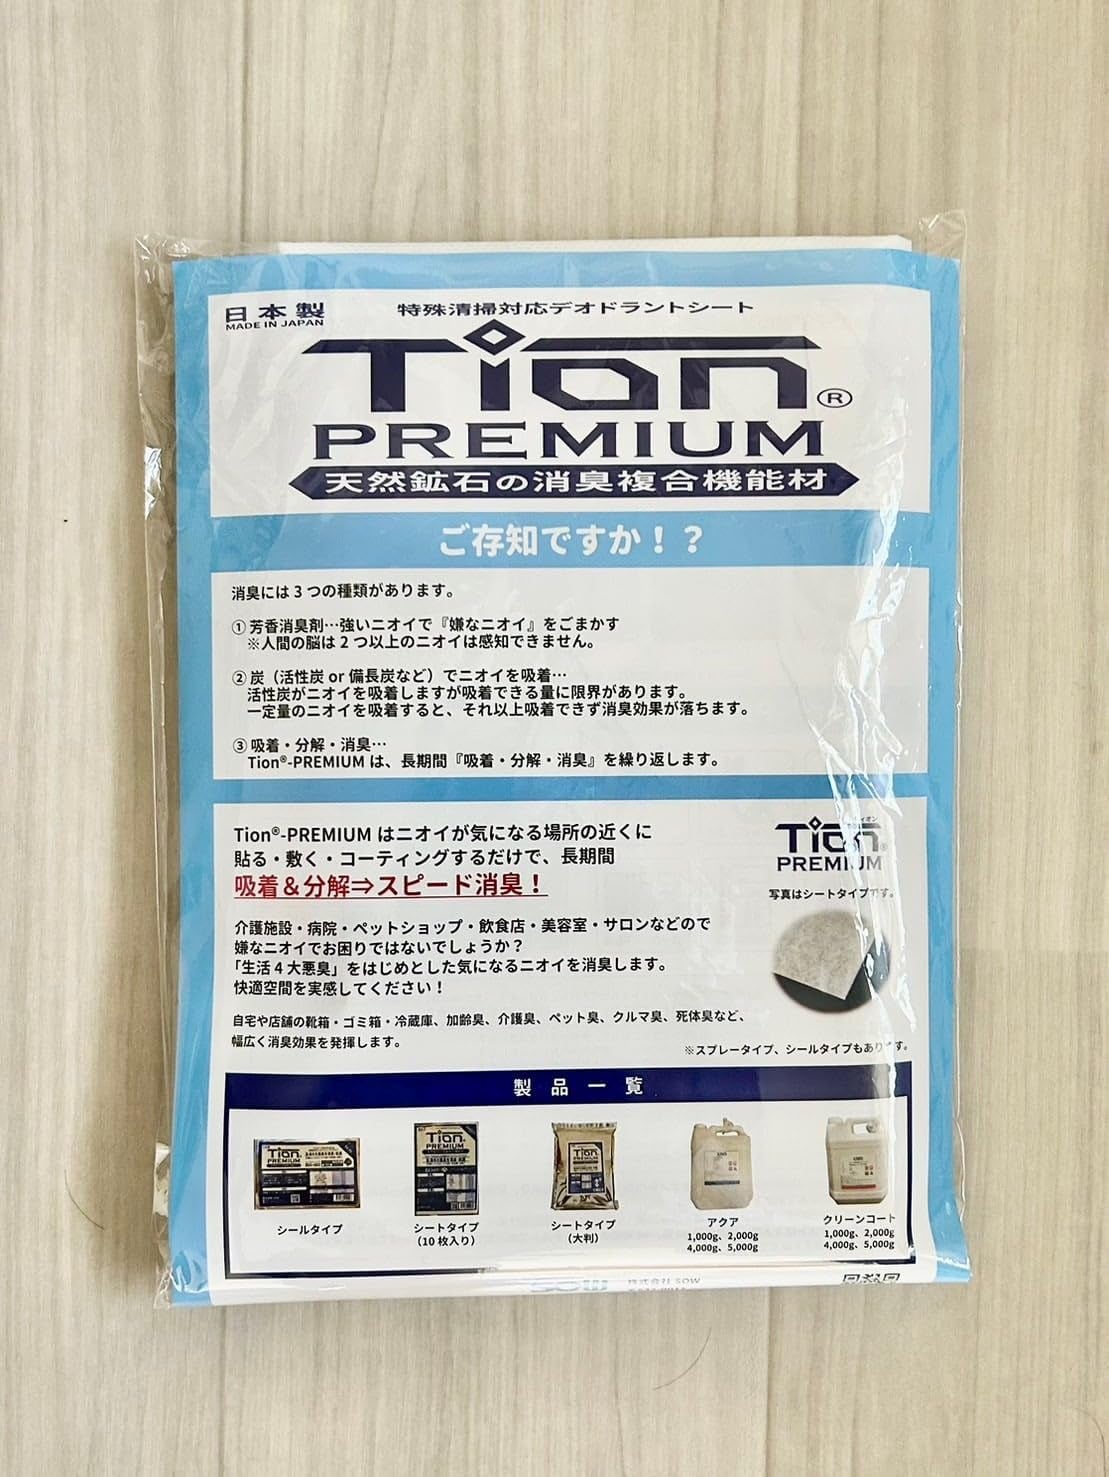 日本製
MADE IN JAPAN
特殊清掃対応デオドラントシート
Tion®
PREMIUM
天然鉱石の消臭複合機能材
ご存知ですか！？
消臭には3つの種類があります。
① 芳香消臭剤…強いニオイで『嫌なニオイ』をごまかす
※人間の脳は2つ以上のニオイは感知できません。
② 炭（活性炭 or 備長炭など）でニオイを吸着…
活性炭がニオイを吸着しますが吸着できる量に限界があります。
一定量のニオイを吸着すると、それ以上吸着できず消臭効果が落ちます。
③ 吸着・分解・消臭…
Tion®-PREMIUM は、長期間『吸着・分解・消臭』を繰り返します。
Tion®-PREMIUM はニオイが気になる場所の近くに
貼る・敷く・コーティングするだけで、長期間
吸着＆分解⇒スピード消臭！
Tion®
PREMIUM
写真はシートタイプです。
介護施設・病院・ペットショップ・飲食店・美容室・サロンなどので
嫌なニオイでお困りではないでしょうか？
「生活4大悪臭」をはじめとした気になるニオイを消臭します。
快適空間を実感してください！
自宅や店舗の靴箱・ゴミ箱・冷蔵庫、加齢臭、介護臭、ペット臭、クルマ臭、死体臭など、
幅広く消臭効果を発揮します。
※スプレータイプ、シールタイプもあります。
製品一覧
Tion
PREMIUM
Tion
PREMIUM
Tion
PREMIUM
シールタイプ
シートタイプ
（10枚入り）
シートタイプ
（大判）
アクア
1,000g、2,000g
4,000g、5,000g
クリーンコート
1,000g、2,000g
4,000g、5,000g
SOW
株式会社 SOW